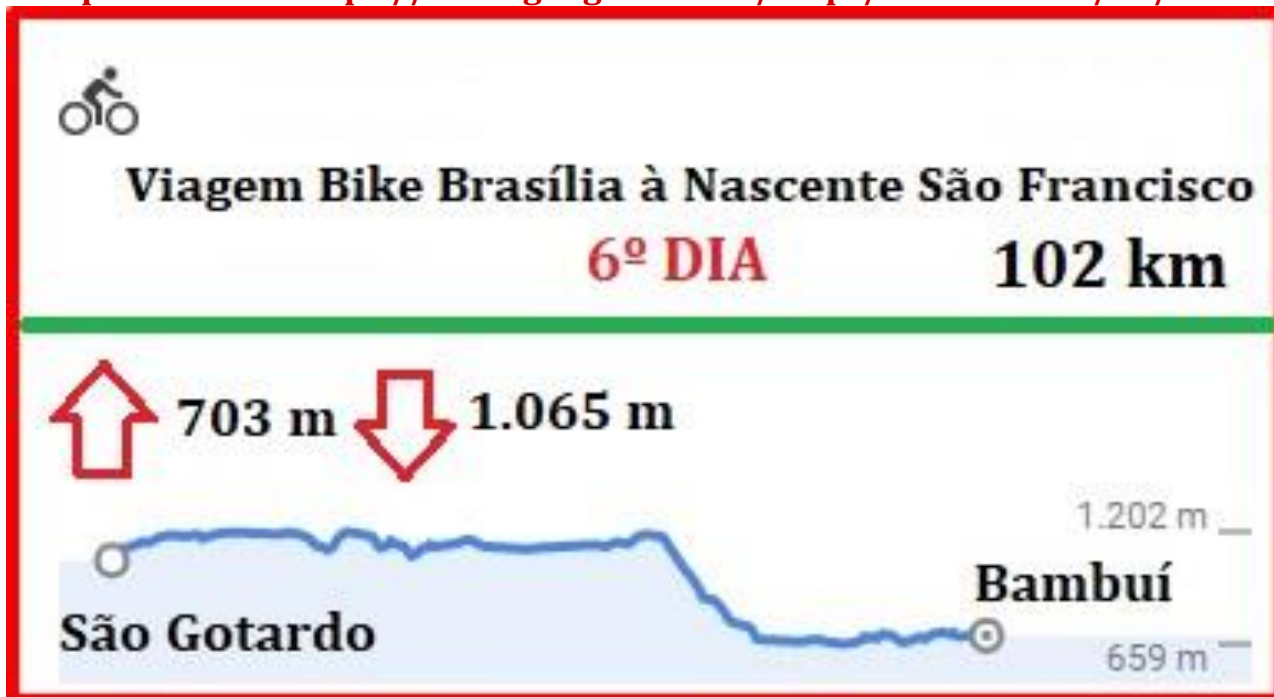 Viagem Bike Brasília à Nascente São Francisco
6º DIA 102 km
703 m 1.065 m
1.202 m
Bambuí
São Gotardo
659 m